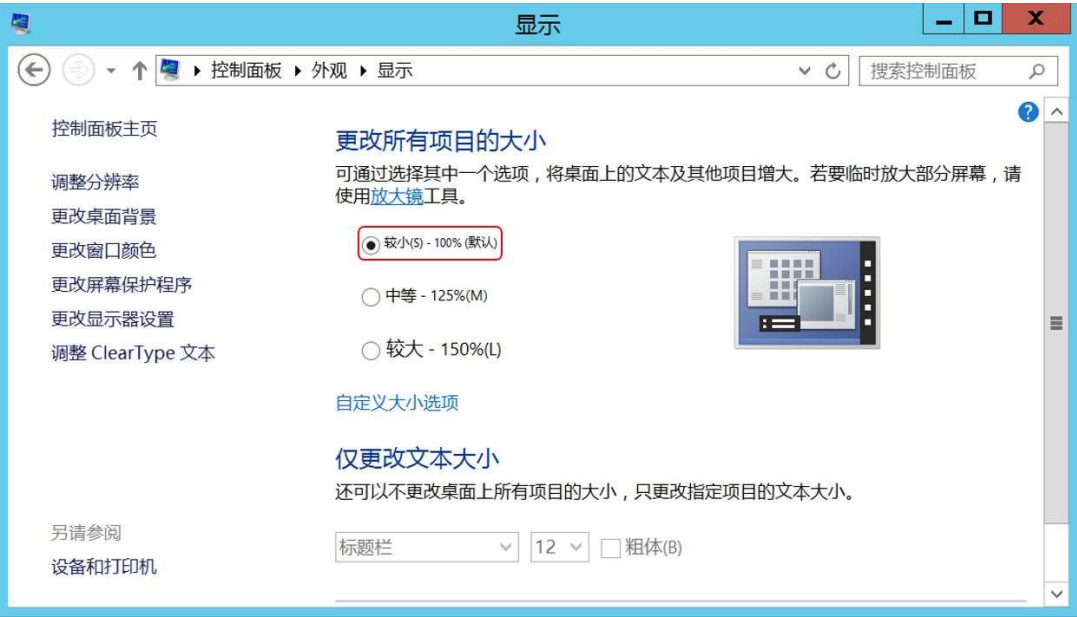 显示
控制面板 外观 显示
搜索控制面板
控制面板主页
调整分辨率
更改桌面背景
更改窗口颜色
更改屏幕保护程序
更改显示器设置
调整 ClearType 文本
另请参阅
设备和打印机
更改所有项目的大小
可通过选择其中一个选项，将桌面上的文本及其他项目增大。若要临时放大部分屏幕，请
使用放大镜工具。
较小(S) - 100% (默认)
中等 - 125%(M)
较大 - 150%(L)
自定义大小选项
仅更改文本大小
还可以不更改桌面上所有项目的大小，只更改指定项目的文本大小。
标题栏 12 粗体(B)